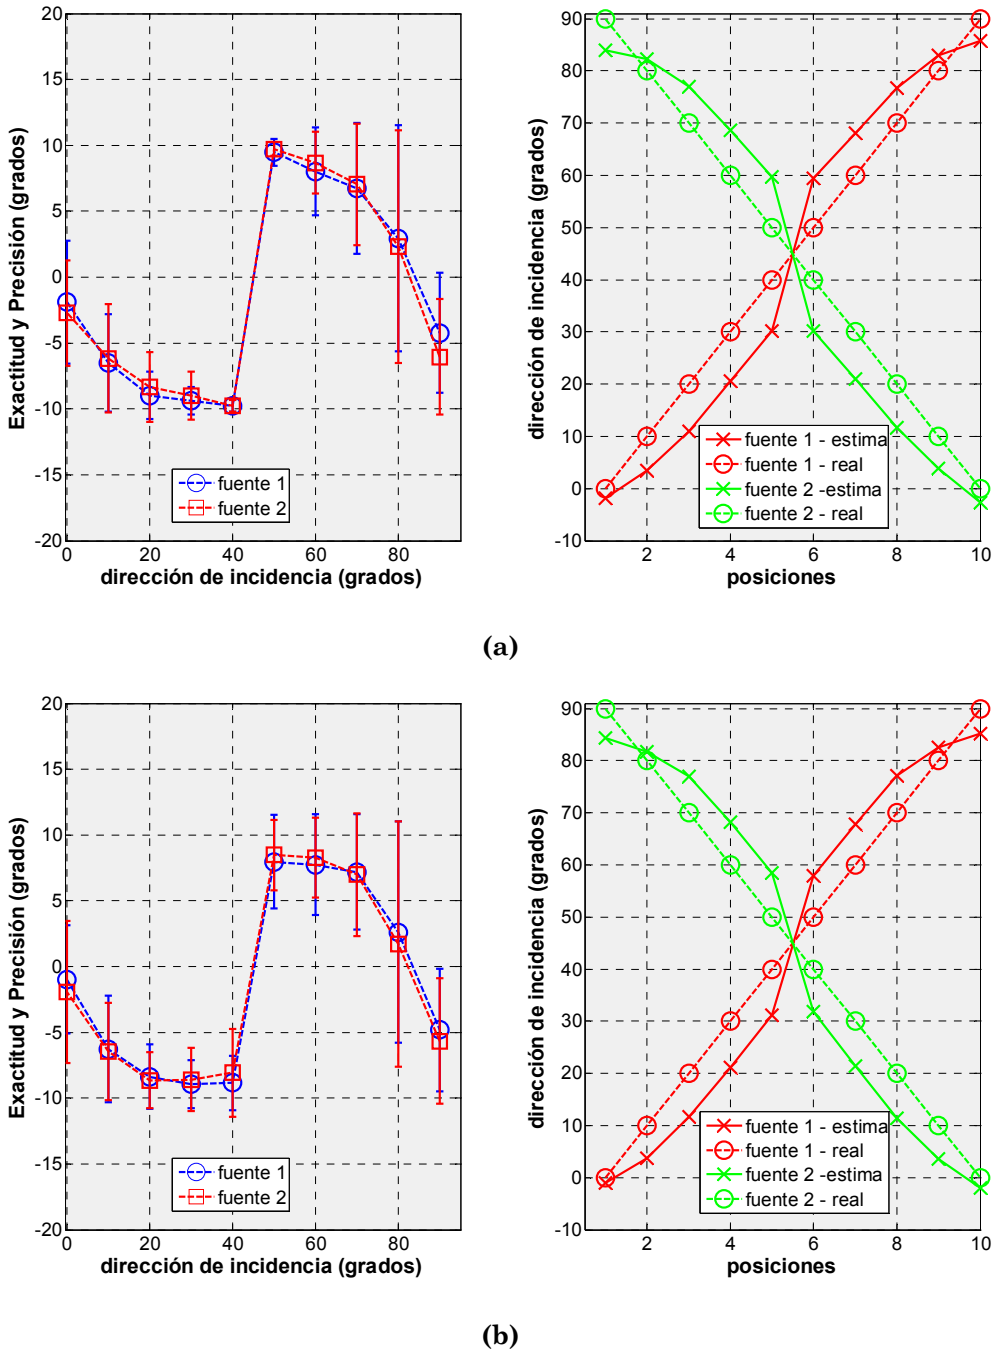 20
15
10
5
0
-5
-10
-15
-20
Exactitud y Precisión (grados)
fuente 1
fuente 2
0 20 40 60 80
dirección de incidencia (grados)
90
80
70
60
50
40
30
20
10
0
-10
dirección de incidencia (grados)
fuente 1 - estima
fuente 1 - real
fuente 2 -estima
fuente 2 - real
2 4 6 8 10
posiciones
(a)
20
15
10
5
0
-5
-10
-15
-20
Exactitud y Precisión (grados)
fuente 1
fuente 2
0 20 40 60 80
dirección de incidencia (grados)
90
80
70
60
50
40
30
20
10
0
-10
dirección de incidencia (grados)
fuente 1 - estima
fuente 1 - real
fuente 2 -estima
fuente 2 - real
2 4 6 8 10
posiciones
(b)